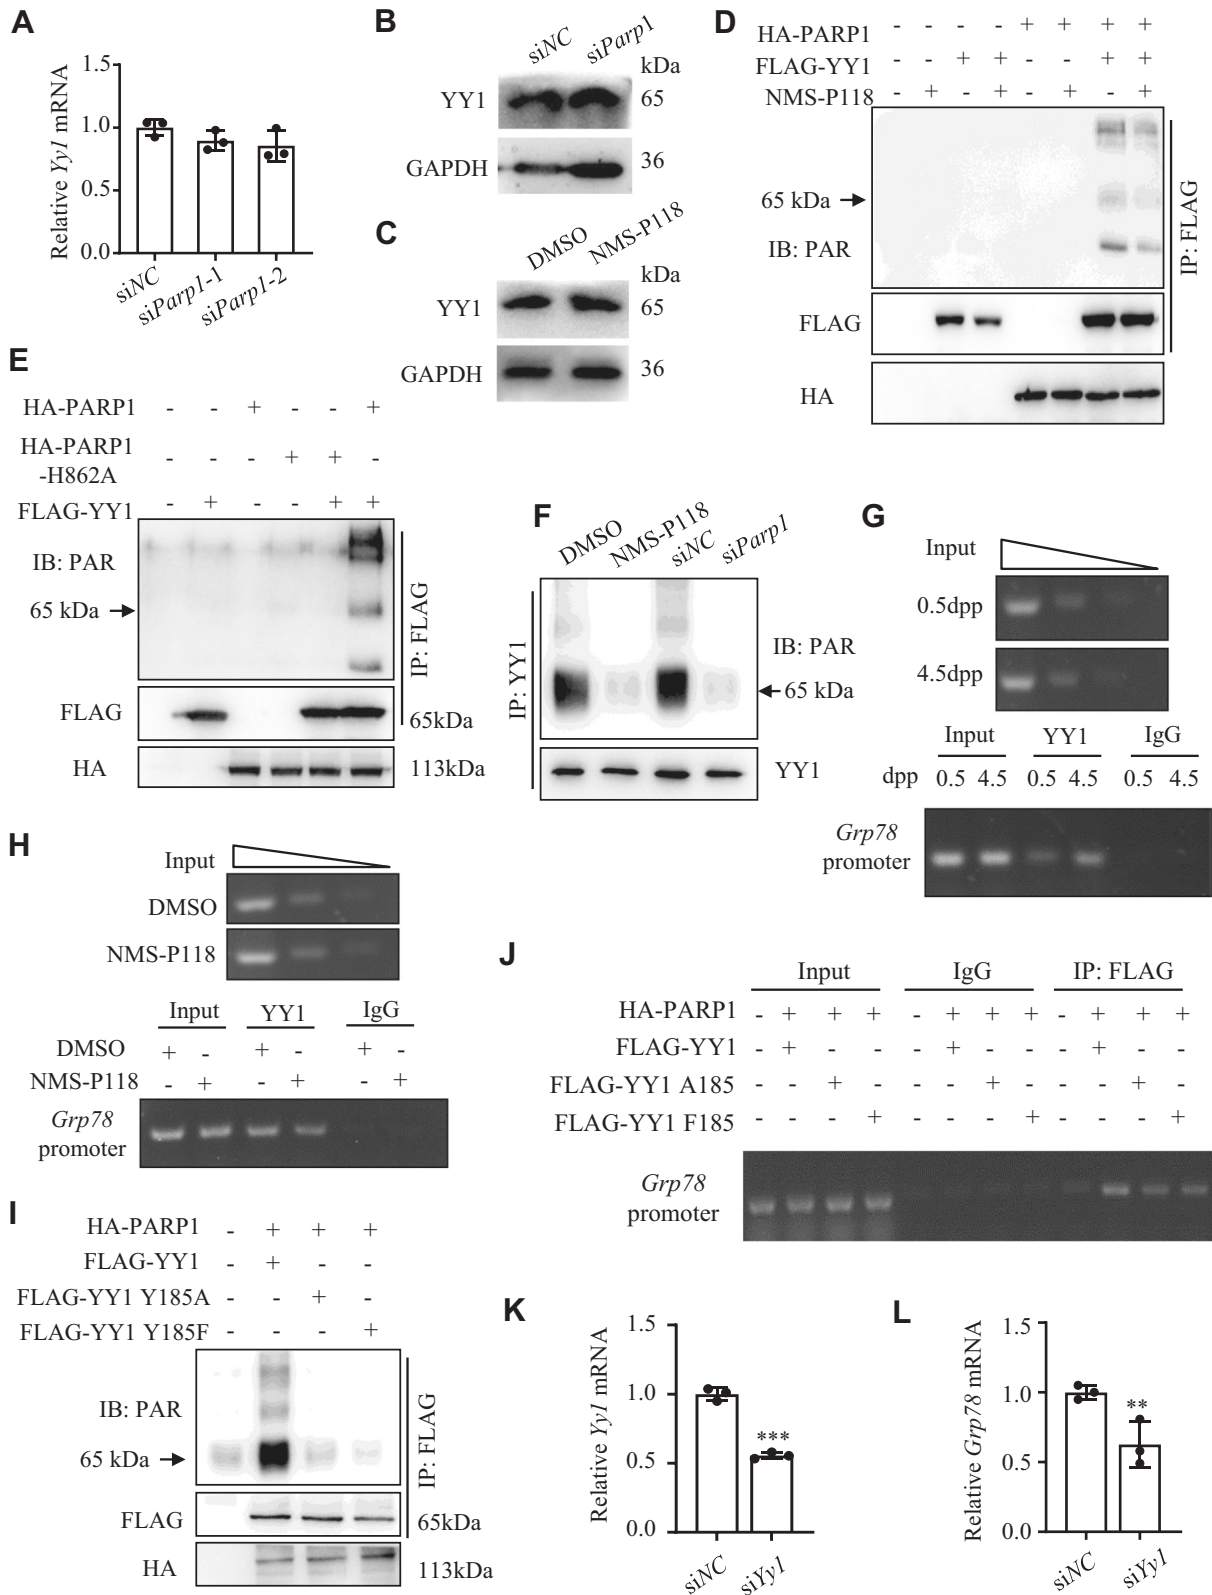 A
Relative Yy1 mRNA
1.5
1.0
0.5
0.0
siNC
siParp1-1
siParp1-2
B
siNC siParp1
kDa
YY1 65
GAPDH 36
C
DMSO NMS-P118
kDa
YY1 65
GAPDH 36
D
HA-PARP1 - - - - + + + +
FLAG-YY1 - - + + - - + +
NMS-P118 - + - + - + - +
65 kDa
IB: PAR
IP: FLAG
FLAG
HA
E
HA-PARP1 - - + - - +
HA-PARP1
-H862A - - - + + -
FLAG-YY1 - + - - + +
IB: PAR
65 kDa
IP: FLAG
FLAG 65kDa
HA 113kDa
F
DMSO NMS-P118 siNC siParp1
IP: YY1
IB: PAR
65 kDa
YY1
G
Input
0.5dpp
4.5dpp
Input YY1 IgG
dpp 0.5 4.5 0.5 4.5 0.5 4.5
Grp78
promoter
H
Input
DMSO
NMS-P118
Input YY1 IgG
DMSO + - + - + -
NMS-P118 - + - + - +
Grp78
promoter
I
HA-PARP1 - + + +
FLAG-YY1 - + - -
FLAG-YY1 Y185A - - + -
FLAG-YY1 Y185F - - - +
IB: PAR
65 kDa
IP: FLAG
FLAG 65kDa
HA 113kDa
J
Input IgG IP: FLAG
HA-PARP1 - + + + - + + + - + + +
FLAG-YY1 - + - - - + - - - + - -
FLAG-YY1 A185 - - + - - - + - - - + -
FLAG-YY1 F185 - - - + - - - + - - - +
Grp78
promoter
K
Relative Yy1 mRNA
1.5
1.0
0.5
0.0
***
siNC
siYy1
L
Relative Grp78 mRNA
1.5
1.0
0.5
0.0
**
siNC
siYy1